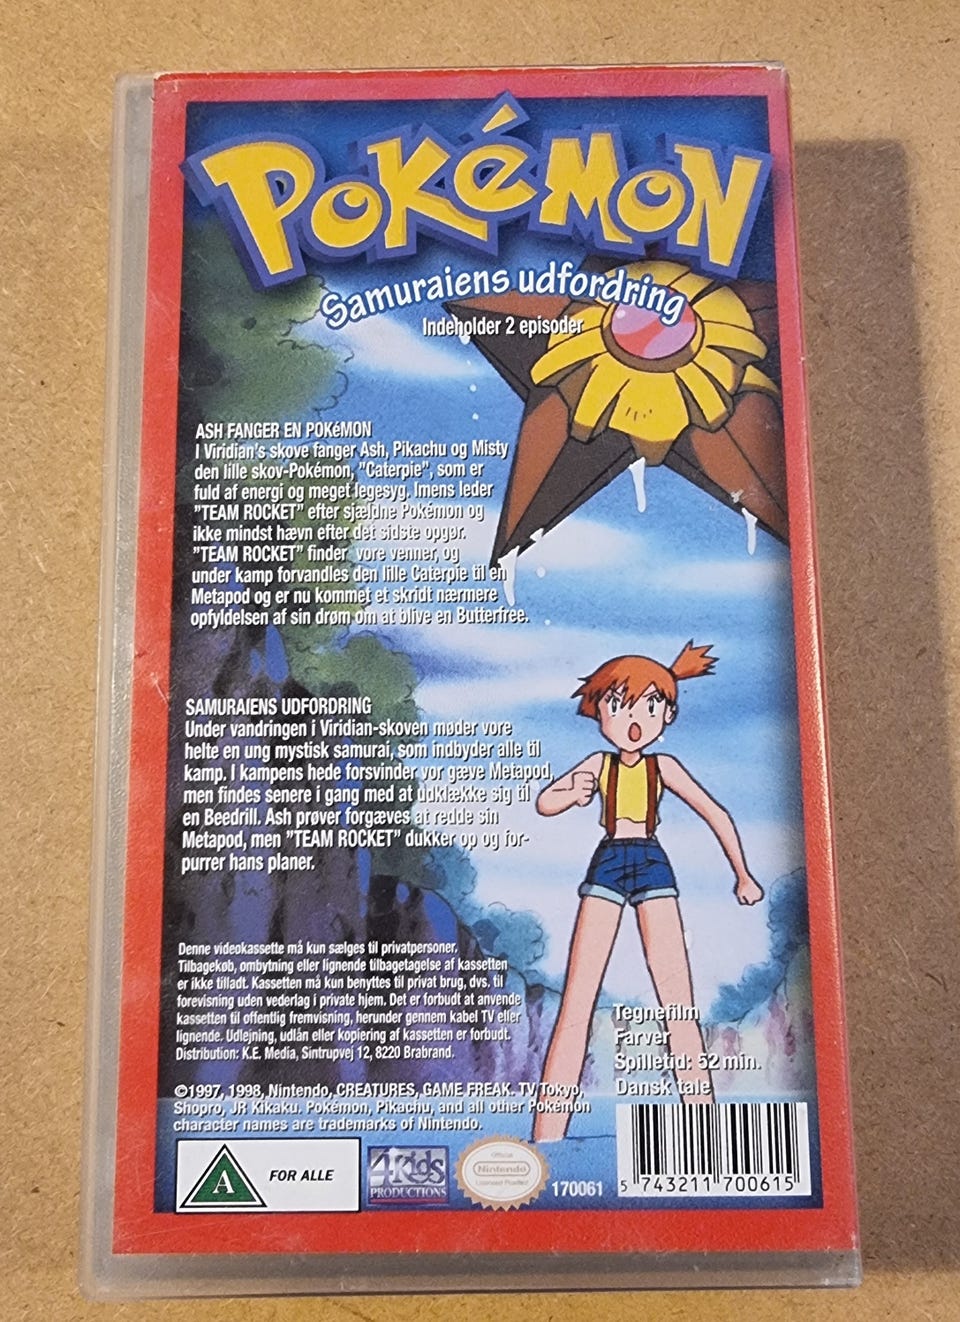 POKéMON
Samuraiens udfordring
Indeholder 2 episoder
ASH FANGER EN POKéMON
I Viridian's skove fanger Ash, Pikachu og Misty
den lille skov-Pokémon, "Caterpie", som er
fuld af energi og meget legesyg. Imens leder
"TEAM ROCKET" efter sjældne Pokémon og
ikke mindst hævn efter det sidste opgør.
"TEAM ROCKET" finder vore venner, og
under kamp forvandles den lille Caterpie til en
Metapod og er nu kommet et skridt nærmere
opfyldelsen af sin drøm om at blive en Butterfree.
SAMURAIENS UDFORDRING
Under vandringen i Viridian-skoven møder vore
helte en ung mystisk samurai, som indbyder alle til
kamp. I kampens hede forsvinder vor gæve Metapod,
men findes senere i gang med at udklække sig til
en Beedrill. Ash prøver forgæves at redde sin
Metapod, men "TEAM ROCKET" dukker op og for-
purrer hans planer.
Denne videokassette må kun sælges til privatpersoner.
Tilbagekøb, ombytning eller lignende tilbagetagelse af kassetten
er ikke tilladt. Kassetten må kun benyttes til privat brug, dvs. til
forevisning uden vederlag i private hjem. Det er forbudt at anvende
kassetten til offentlig fremvisning, herunder gennem kabel TV eller
lignende. Udlejning, udlån eller kopiering af kassetten er forbudt.
Distribution: K.E. Media, Sintrupvej 12, 8220 Brabrand.
Tegnefilm
Farver
Spilletid: 52 min.
Dansk tale
©1997, 1998, Nintendo, CREATURES, GAME FREAK. TV Tokyo,
Shopro, JR Kikaku. Pokémon, Pikachu, and all other Pokémon
character names are trademarks of Nintendo.
A
FOR ALLE
4Kids
PRODUCTIONS
Official
Nintendo
Licensed Product
170061
5 743211 700615